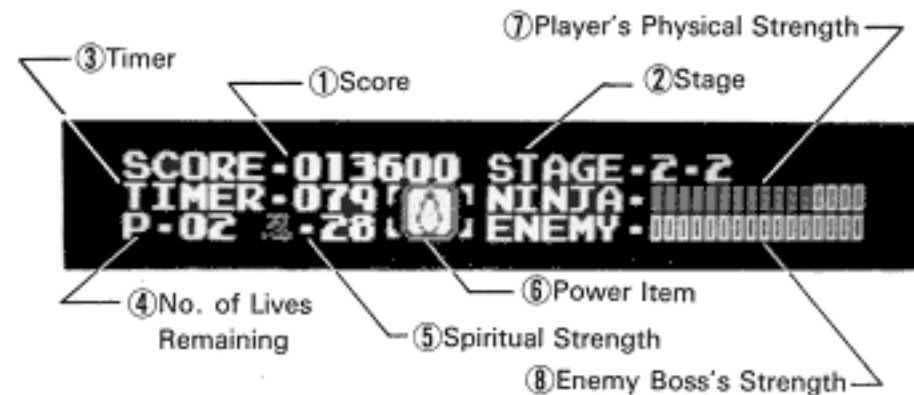 ⑦Player's Physical Strength
③Timer
①Score
②Stage
SCORE-013600 STAGE-2-2
TIMER-079 NINJA-
P-02 -28 ENEMY-
④No. of Lives
Remaining
⑥Power Item
⑤Spiritual Strength
⑧Enemy Boss's Strength